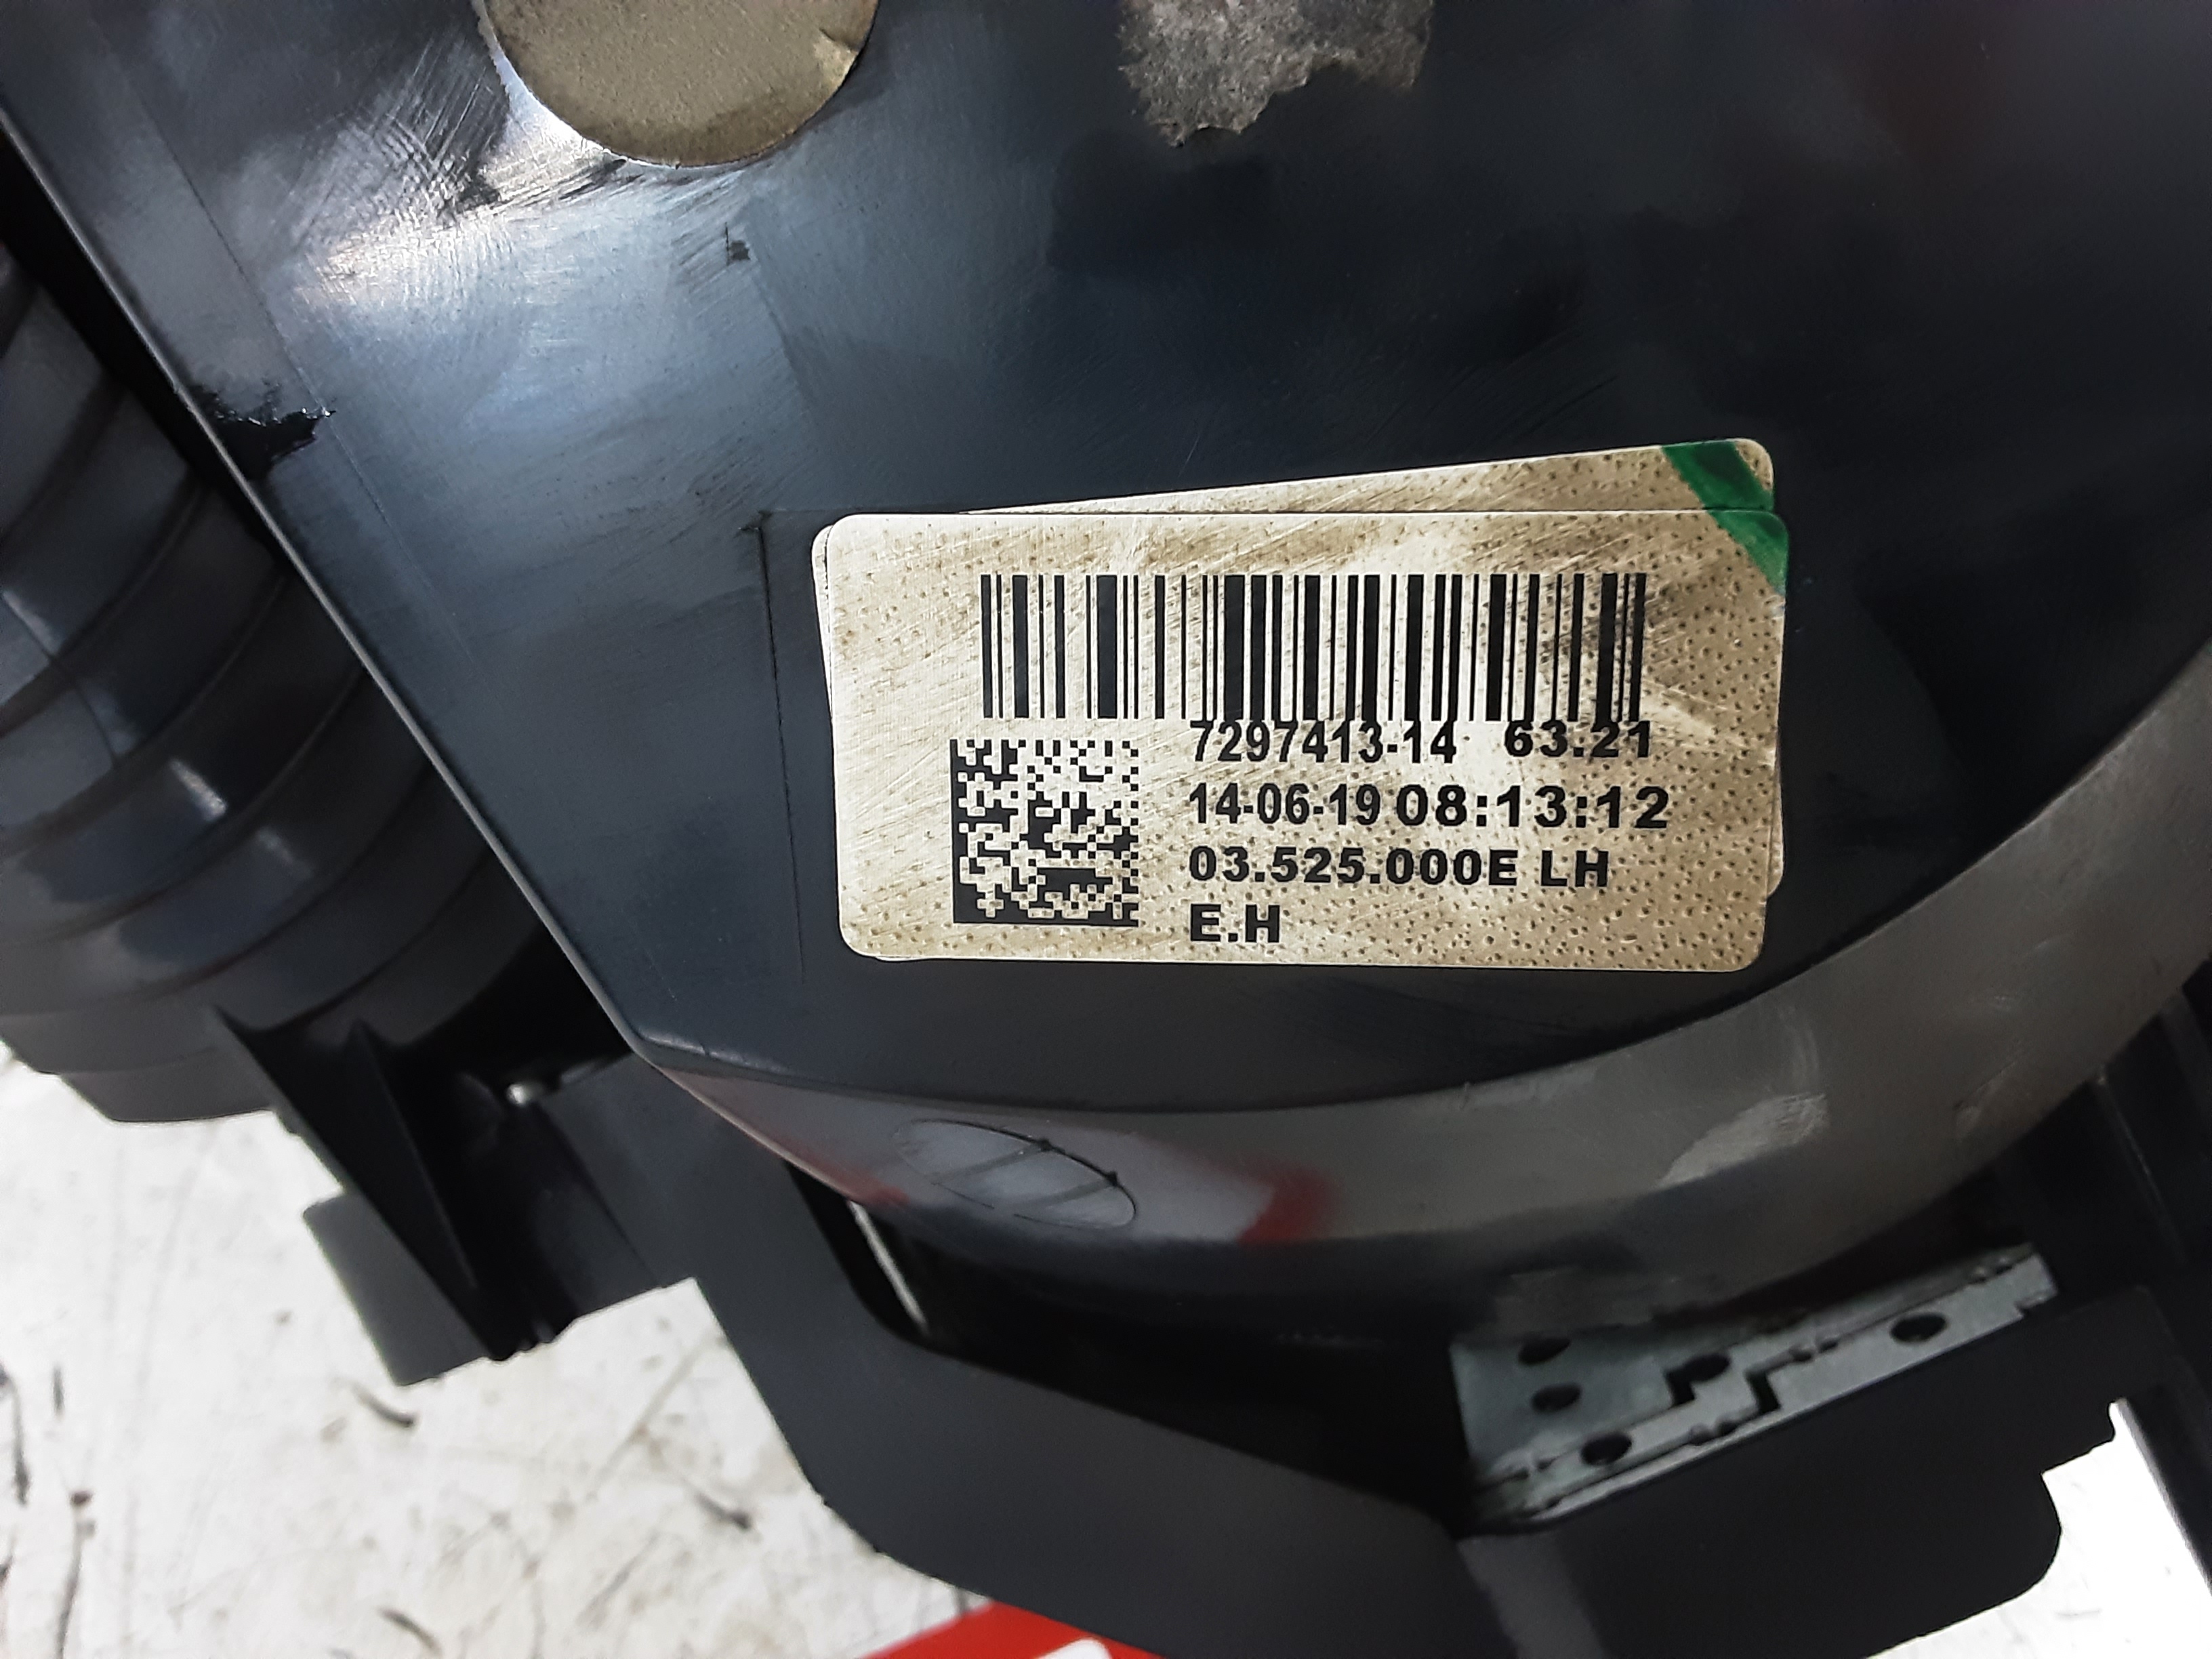 7297413-14 63.21
14-06-19 08:13:12
03.525.000E LH
E.H